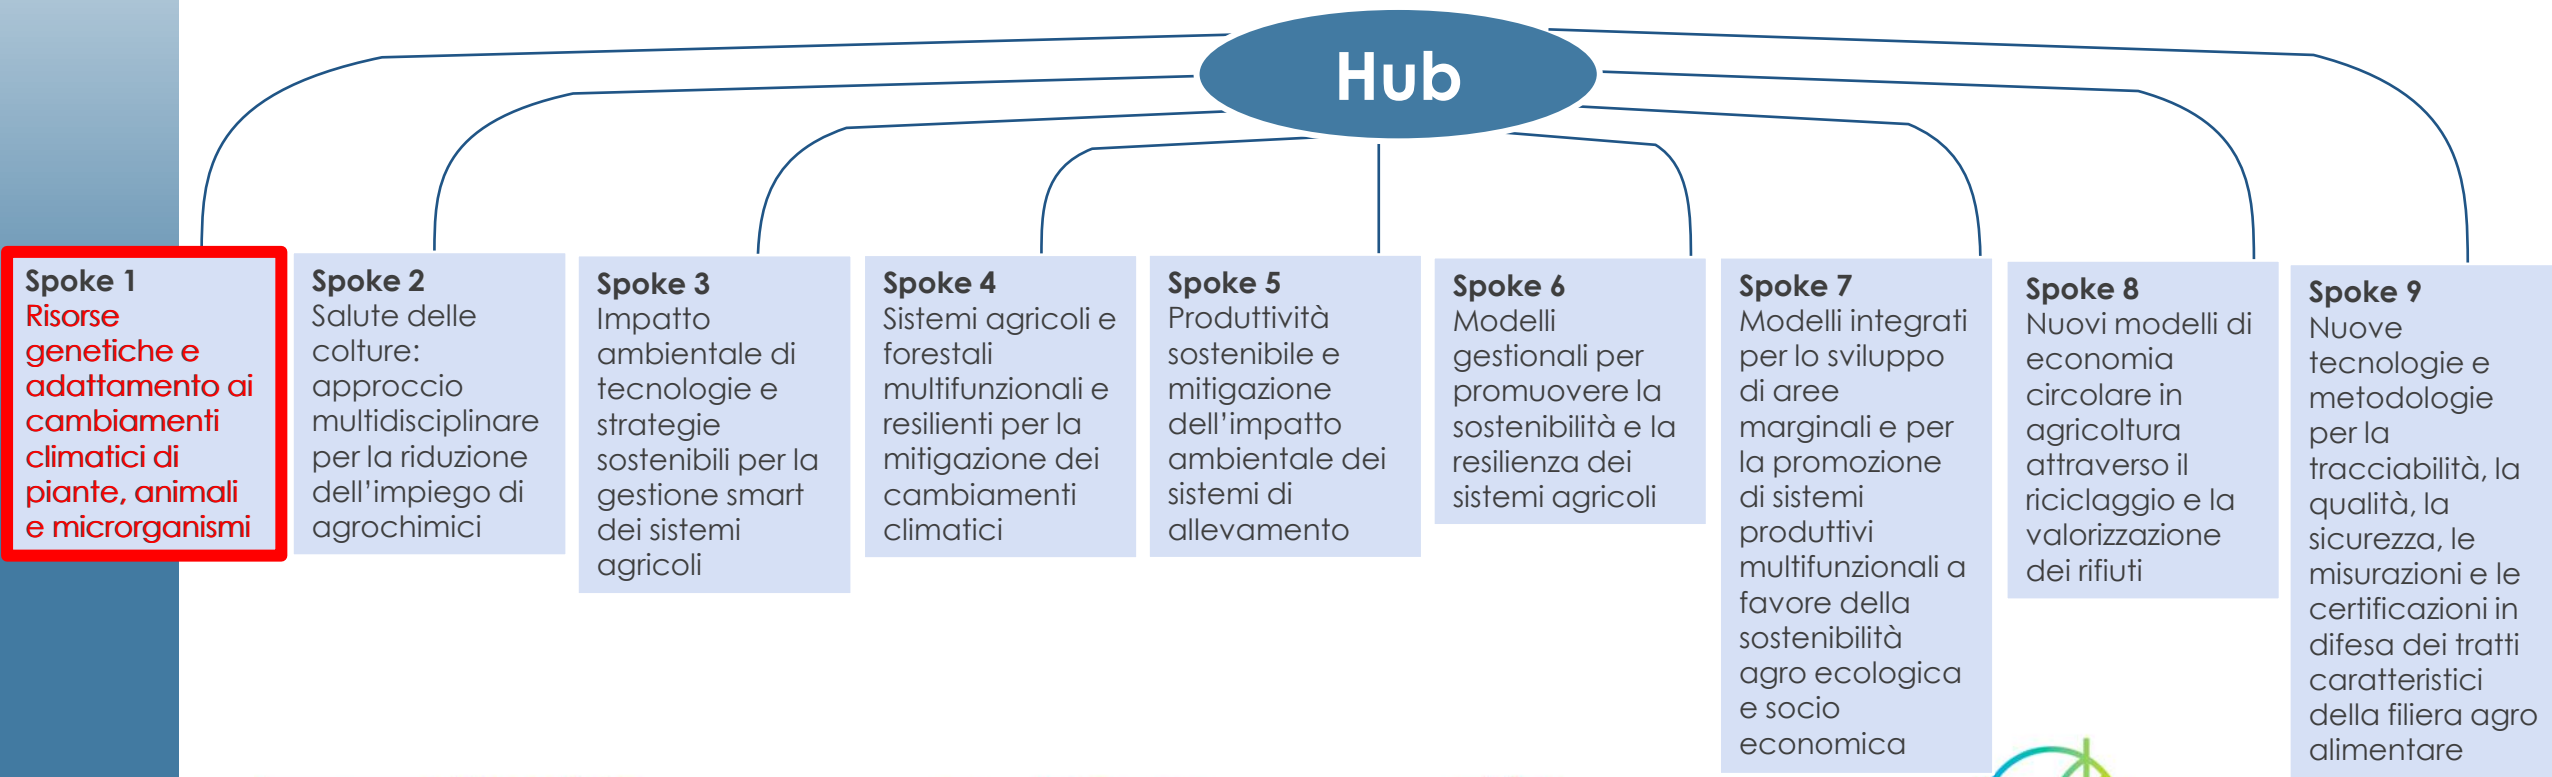 Hub
Spoke 1
Risorse
genetiche e
adattamento ai
cambiamenti
climatici di
piante, animali
e microrganismi
Spoke 2
Salute delle
colture:
approccio
multidisciplinare
per la riduzione
dell'impiego di
agrochimici
Spoke 3
Impatto
ambientale di
tecnologie e
strategie
sostenibili per la
gestione smart
dei sistemi
agricoli
Spoke 4
Sistemi agricoli e
forestali
multifunzionali e
resilienti per la
mitigazione dei
cambiamenti
climatici
Spoke 5
Produttività
sostenibile e
mitigazione
dell'impatto
ambientale dei
sistemi di
allevamento
Spoke 6
Modelli
gestionali per
promuovere la
sostenibilità e la
resilienza dei
sistemi agricoli
Spoke 7
Modelli integrati
per lo sviluppo
di aree
marginali e per
la promozione
di sistemi
produttivi
multifunzionali a
favore della
sostenibilità
agro ecologica
e socio
economica
Spoke 8
Nuovi modelli di
economia
circolare in
agricoltura
attraverso il
riciclaggio e la
valorizzazione
dei rifiuti
Spoke 9
Nuove
tecnologie e
metodologie
per la
tracciabilità, la
qualità, la
sicurezza, le
misurazioni e le
certificazioni in
difesa dei tratti
caratteristici
della filiera agro
alimentare